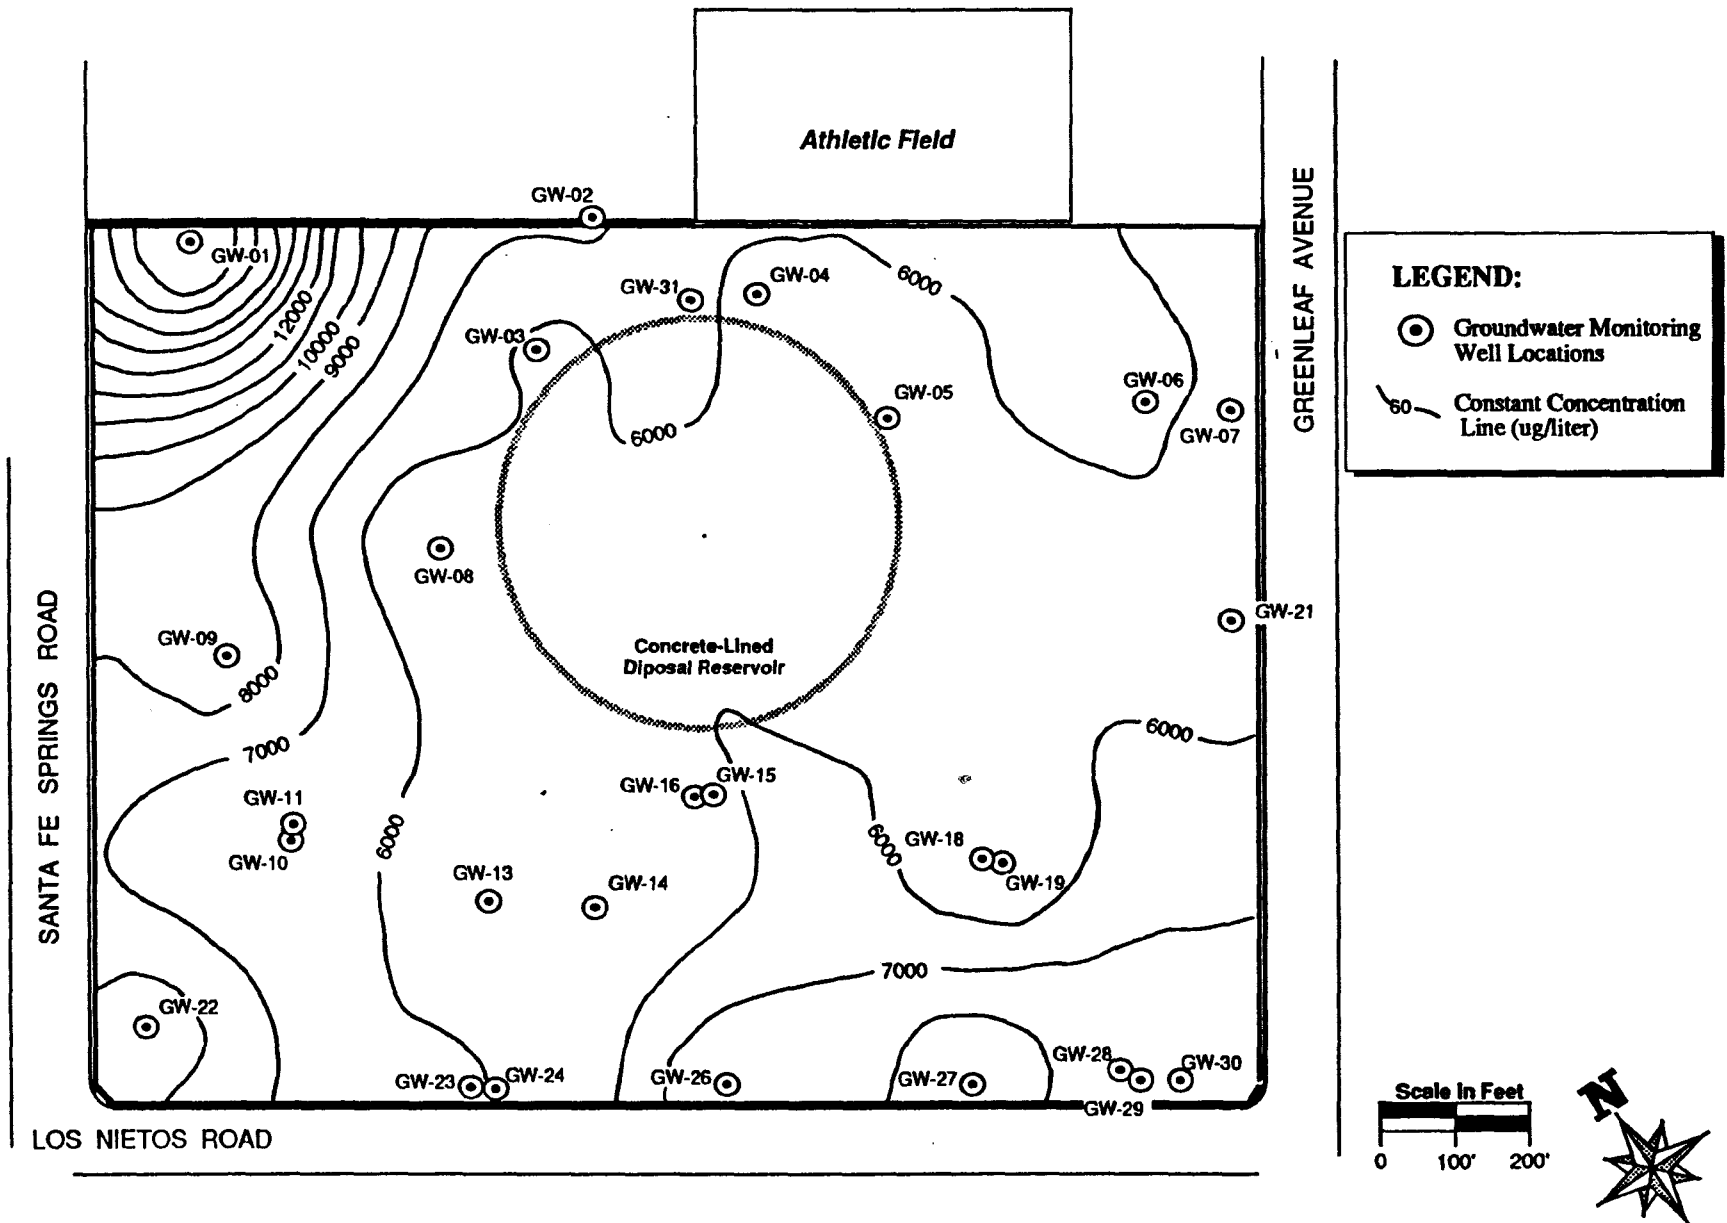 Athletic Field
GW-02
GW-01
GW-31
GW-04
6000
12000
10000
9000
GW-03
GW-05
GW-06
GW-07
6000
GREENLEAF AVENUE
LEGEND:
Groundwater Monitoring
Well Locations
60
Constant Concentration
Line (ug/liter)
GW-08
GW-21
GW-09
8000
Concrete-Lined
Diposal Reservoir
SANTA FE SPRINGS ROAD
7000
6000
GW-16
GW-15
GW-11
GW-10
6000
6000
GW-18
GW-19
GW-13
GW-14
7000
GW-22
GW-23
GW-24
GW-26
GW-27
GW-28
GW-30
GW-29
LOS NIETOS ROAD
Scale in Feet
0 100' 200'
N